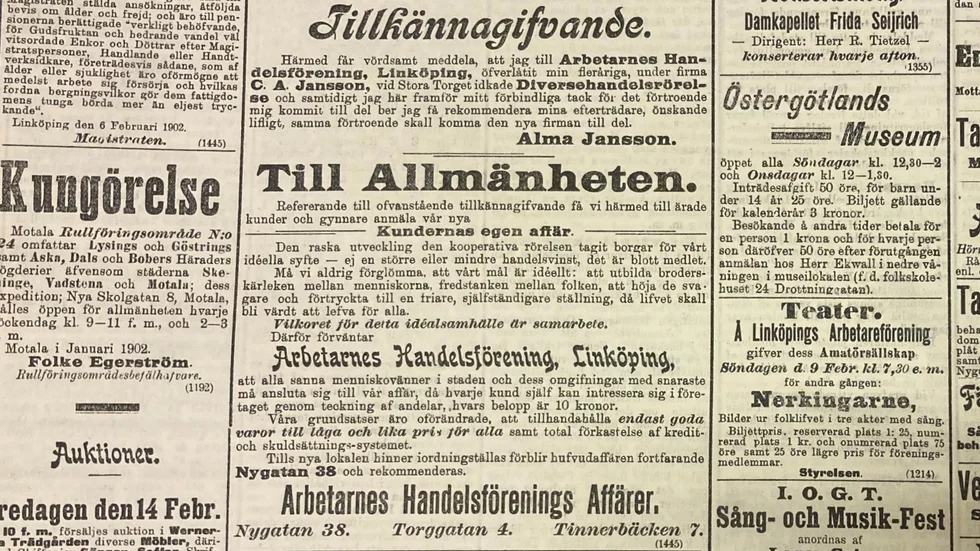 Magistraten stälda ansökningar, åtföljda
bevis om ålder och frejd; och äro till pen-
sionerna berättigade "verkligt behöfvande,
för Gudsfruktan och hedrande vandel väl
vitsordade Enkor och Döttrar efter Magi-
stratspersoner, Handlande eller Handt-
verksidkare, företrädesvis sådane, som af
ålder eller sjuklighet äro oförmögne att
medelst arbete sig försörja och hvilkas
fordna bergningsvilkor gör dem fattigdo-
mens tunga börda mer än eljest tryc-
kande".
Linköping den 6 Februari 1902.
Magistraten. (1445)
Kungörelse
Motala Rullföringsområde N:o
24 omfattar Lysings och Göstrings
samt Aska, Dals och Bobers Häraders
fögderier äfvensom städerna Ske-
ninge, Vadstena och Motala; dess
expedition; Nya Skolgatan 8, Motala,
hålles öppen för allmänheten hvarje
söckendag kl. 9—11 f. m., och 2—3
m.
Motala i Januari 1902.
Folke Egerström.
Rullföringsområdesbefälhafvare.
(1192)
Auktioner.
redagen den 14 Febr.
10 f. m. försäljes auktion i Werner-
Trädgården diverse Möbler, däri-
Tillkännagifvande.
Härmed får vördsamt meddela, att jag till Arbetarnes Han-
delsförening, Linköping, öfverlåtit min fleråriga, under firma
C. A. Jansson, vid Stora Torget idkade Diversehandelsrörel-
se och samtidigt jag här framför mitt förbindliga tack för det förtroende
mig kommit till del ber jag få rekommendera mina efterträdare, önskande
lifligt, samma förtroende skall komma den nya firman till del.
Alma Jansson.
Till Allmänheten.
Refererande till ofvanstående tillkännagifvande få vi härmed till ärade
kunder och gynnare anmäla vår nya
Kundernas egen affär.
Den raska utveckling den kooperativa rörelsen tagit borgar för vårt
idéella syfte — ej en större eller mindre handelsvinst, det är blott medlet.
Må vi aldrig förglömma, att vårt mål är idéellt: att utbilda broders-
kärleken mellan menniskorna, fredstanken mellan folken, att höja de sva-
gare och förtryckta till en friare, själfständigare ställning, då lifvet skall
bli värdt att lefva för alla.
Vilkoret för detta idéalsamhälle är samarbete.
Därför förväntar
Arbetarnes Handelsförening, Linköping,
att alla sanna menniskovänner i staden och dess omgifningar med snaraste
må ansluta sig till vår affär, då hvarje kund själf kan intressera sig i före-
taget genom teckning af andelar, hvars belopp är 10 kronor.
Våra grundsatser äro oförändrade, att tillhandahålla endast goda
varor till låga och lika pris för alla samt total förkastelse af kredit-
och skuldsättnings-systemet.
Tills nya lokalen hinner iordningställas förblir hufvudaffären fortfarande
Nygatan 38 och rekommenderas.
Arbetarnes Handelsförenings Affärer.
Nygatan 38. Torggatan 4. Tinnerbäcken 7.
(1445)
Damkapellet Frida Seijrich
— Dirigent: Herr R. Tietzel —
konserterar hvarje afton.
(1355)
Östergötlands
Museum
öppet alla Söndagar kl. 12,30—2
och Onsdagar kl. 12—1,30.
Inträdesafgift 50 öre, för barn un-
der 14 år 25 öre. Biljett gällande
för kalenderår 3 kronor.
Besökande å andra tider betala för
en person 1 krona och för hvarje per-
son däröfver 50 öre efter förutgången
anmälan hos Herr Ekwall i nedre vå-
ningen i museilokalen (f. d. folkskole-
huset 24 Drottninggatan).
Teater.
Å Linköpings Arbetareförening
gifver dess Amatörsällskap
Söndagen d. 9 Febr. kl. 7,30 e. m.
för andra gången:
Nerkingarne,
Bilder ur folklifvet i tre akter med sång.
Biljettpris, reserverad plats 1: 25, num-
rerad plats 1 kr. och onumrerad plats 75
öre samt 25 öre lägre pris för förenings-
medlemmar.
Styrelsen. (1214)
I. O. G. T.
Sång- och Musik-Fest
anordnas af